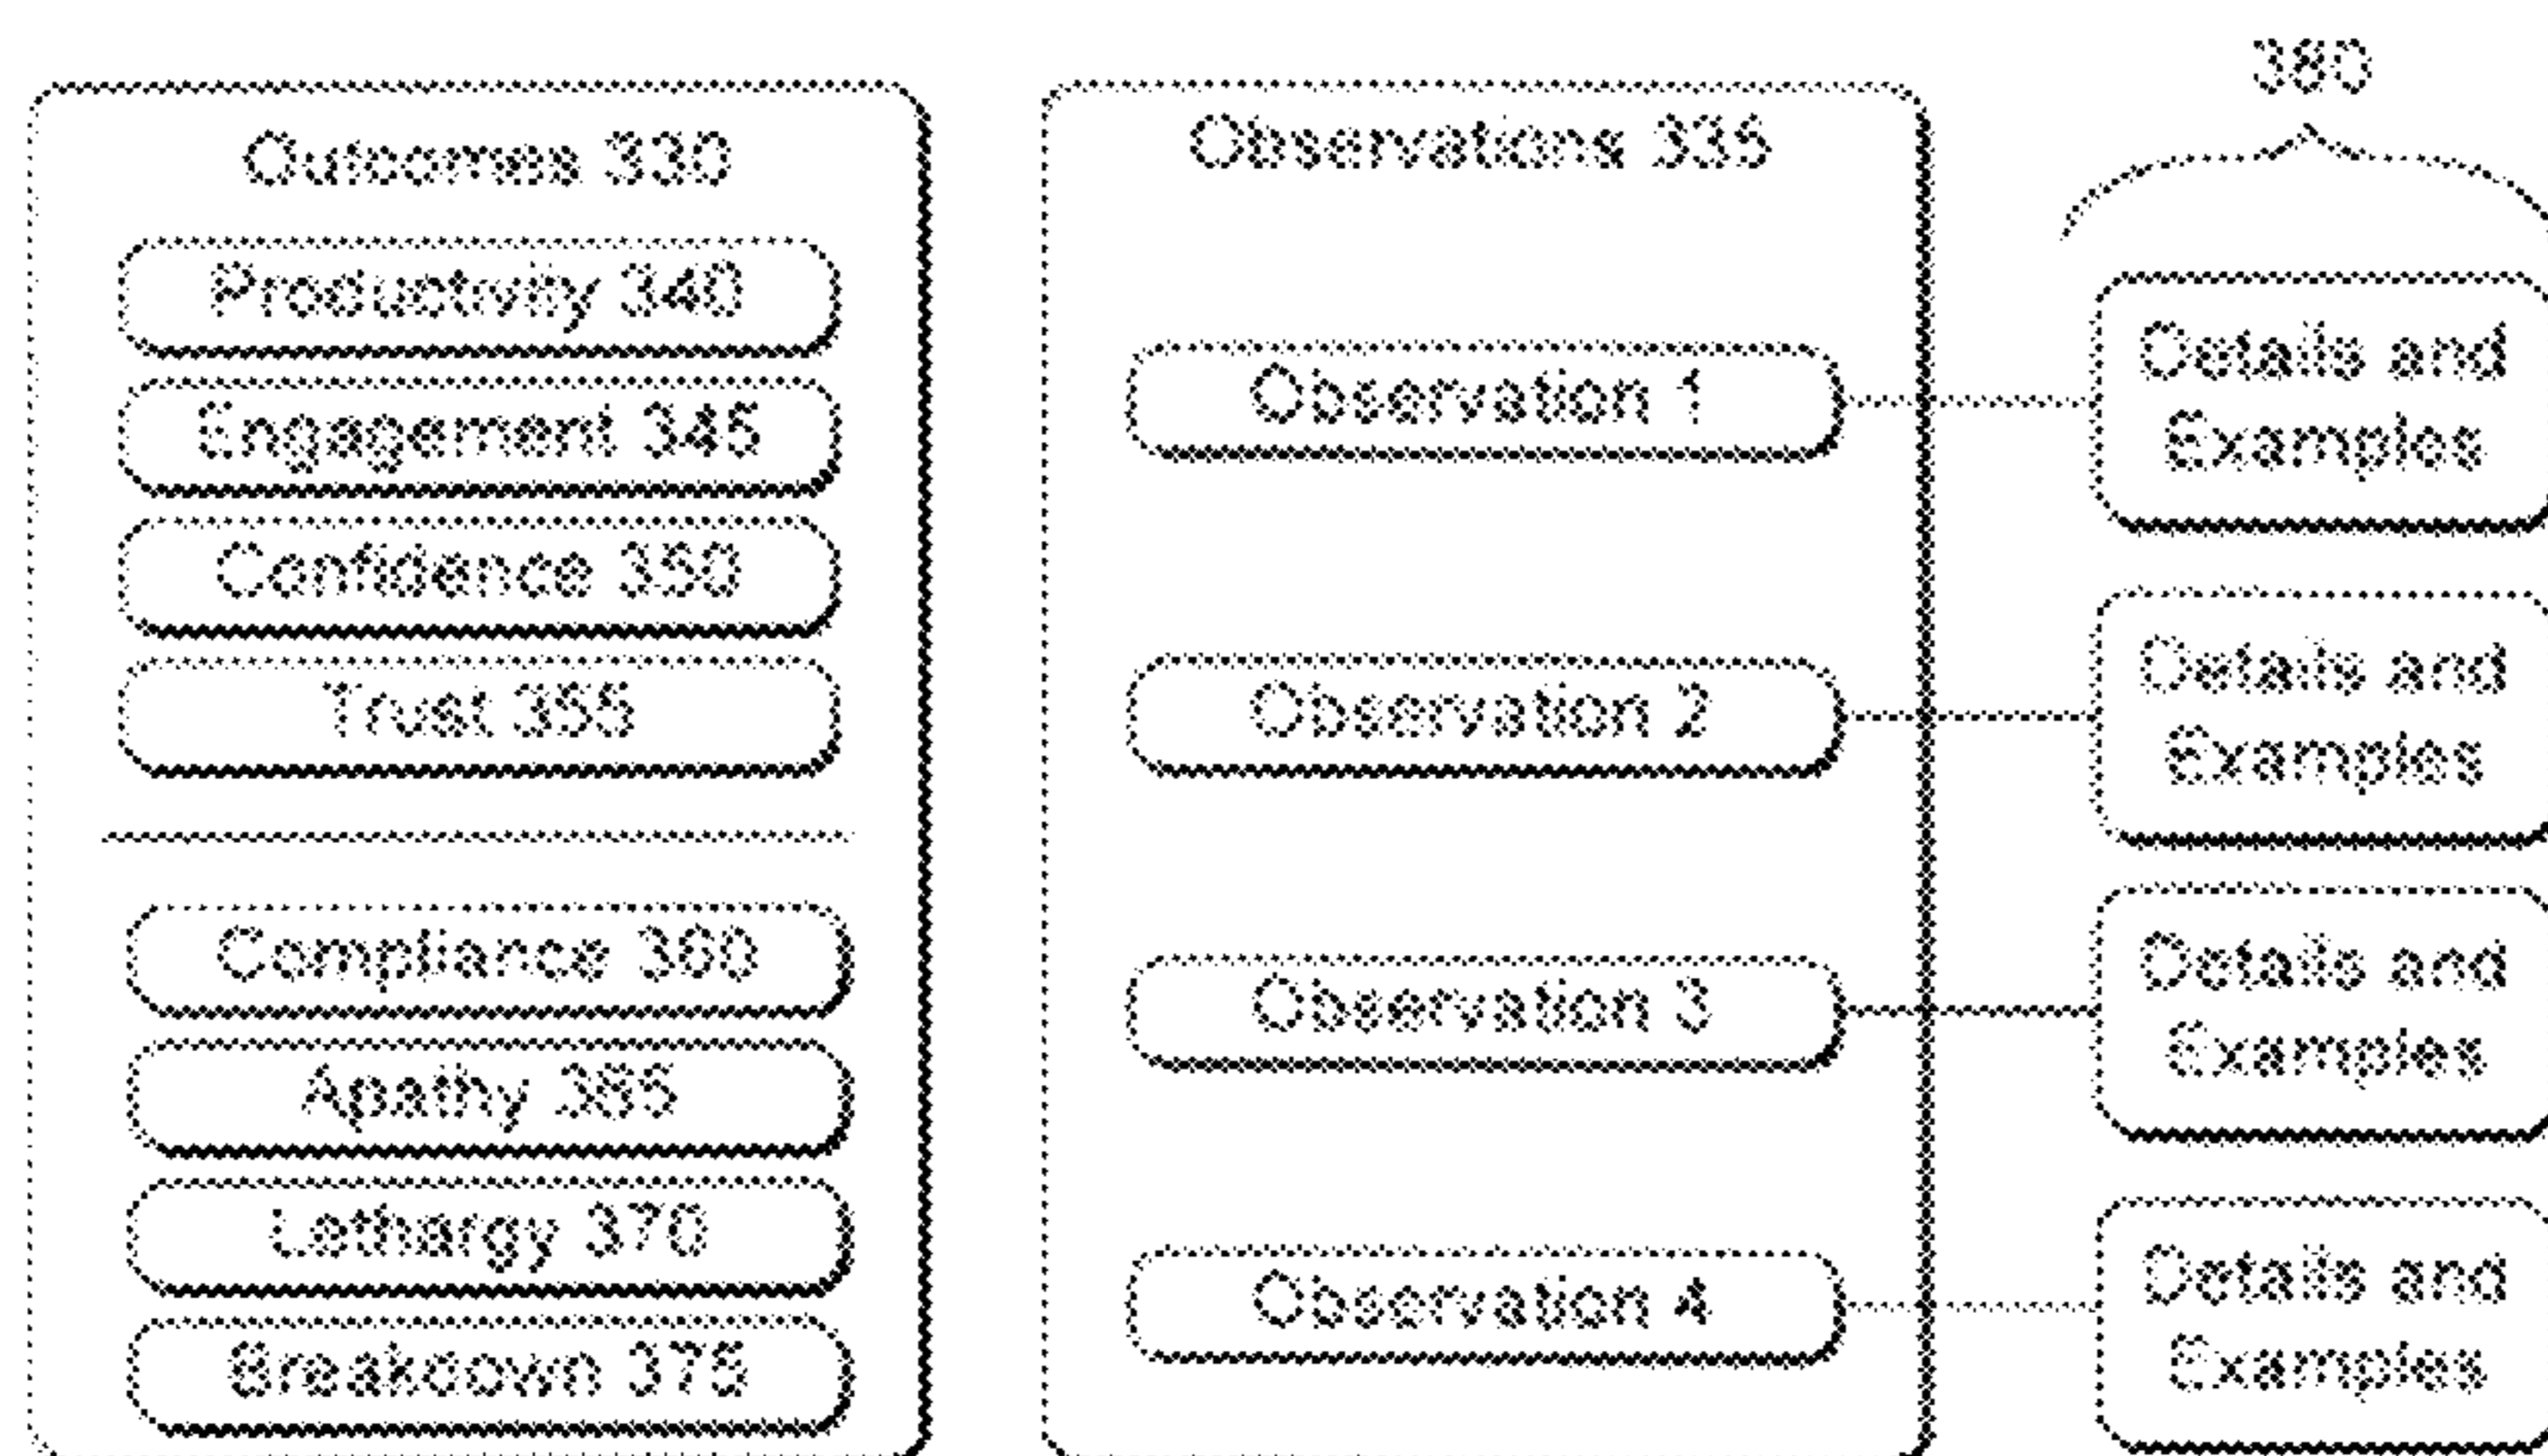 Outcomes 330
Productivity 340
Engagement 345
Confidence 350
Trust 355
Compliance 360
Apathy 365
Lethargy 370
Breakdown 375
Observations 335
Observation 1
Observation 2
Observation 3
Observation 4
380
Details and
Examples
Details and
Examples
Details and
Examples
Details and
Examples